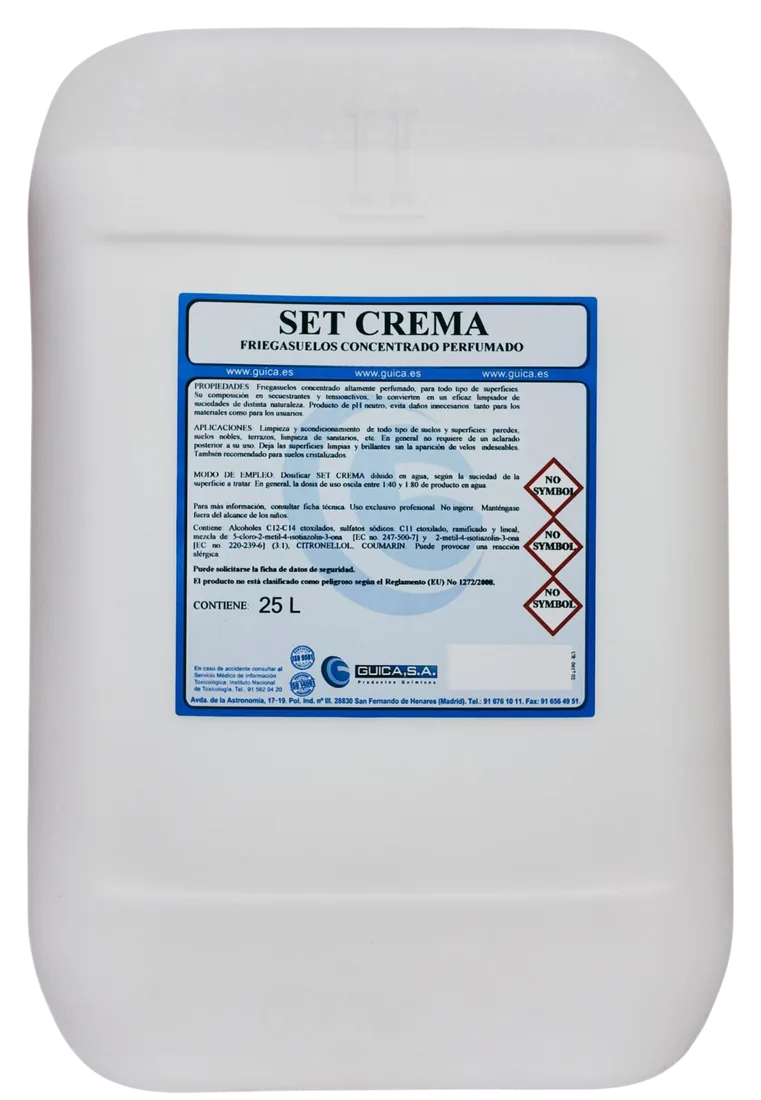 SET CREMA
FRIEGASUELOS CONCENTRADO PERFUMADO
www.guica.es www.guica.es www.guica.es
PROPIEDADES: Friegasuelos concentrado altamente perfumado, para todo tipo de superficies.
Su composición en secuestrantes y tensoactivos, lo convierten en un eficaz limpiador de
suciedades de distinta naturaleza. Producto de pH neutro, evita daños innecesarios tanto para los
materiales como para los usuarios.
APLICACIONES: Limpieza y acondicionamiento de todo tipo de suelos y superficies: paredes,
suelos nobles, terrazos, limpieza de sanitarios, etc. En general no requiere de un aclarado
posterior a su uso. Deja las superficies limpias y brillantes sin la aparición de velos indeseables.
También recomendado para suelos cristalizados.
MODO DE EMPLEO: Dosificar SET CREMA diluido en agua, según la suciedad de la
superficie a tratar. En general, la dosis de uso oscila entre 1:40 y 1:80 de producto en agua.
NO
SYMBOL
Para más información, consultar ficha técnica. Uso exclusivo profesional. No ingerir. Manténgase
fuera del alcance de los niños.
Contiene: Alcoholes C12-C14 etoxilados, sulfatos sódicos. C11 etoxilado, ramificado y lineal,
mezcla de: 5-cloro-2-metil-4-isotiazolin-3-ona [EC no. 247-500-7] y 2-metil-4-isotiazolin-3-ona
[EC no. 220-239-6] (3:1), CITRONELLOL, COUMARIN. Puede provocar una reacción
alérgica.
NO
SYMBOL
Puede solicitarse la ficha de datos de seguridad.
El producto no está clasificado como peligroso según el Reglamento (EU) No 1272/2008.
NO
SYMBOL
CONTIENE: 25 L
En caso de accidente consultar al
Servicio Médico de información
Toxicológica: Instituto Nacional
de Toxicología. Tel. 91 562 04 20
ISO 9001
GUICA, S.A.
Productos Químicos
Avda. de la Astronomía, 17-19. Pol. Ind. nº III. 28830 San Fernando de Henares (Madrid). Tel.: 91 676 10 11. Fax: 91 656 49 51.